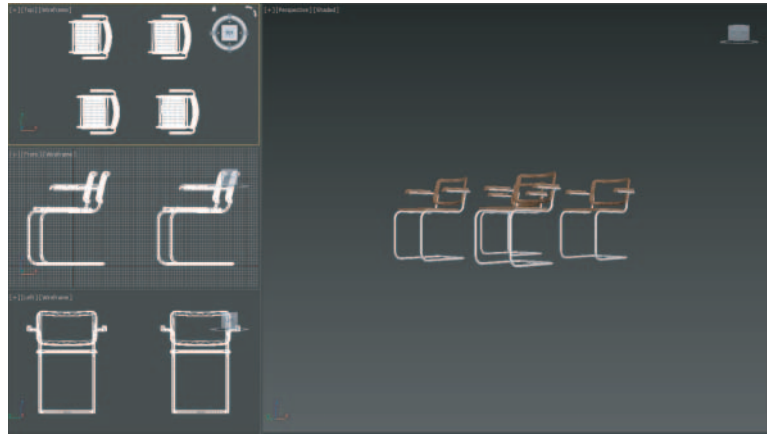 [+] [Top] [Wireframe]
[+] [Perspective] [Shaded]
[+] [Front] [Wireframe]
[+] [Left] [Wireframe]